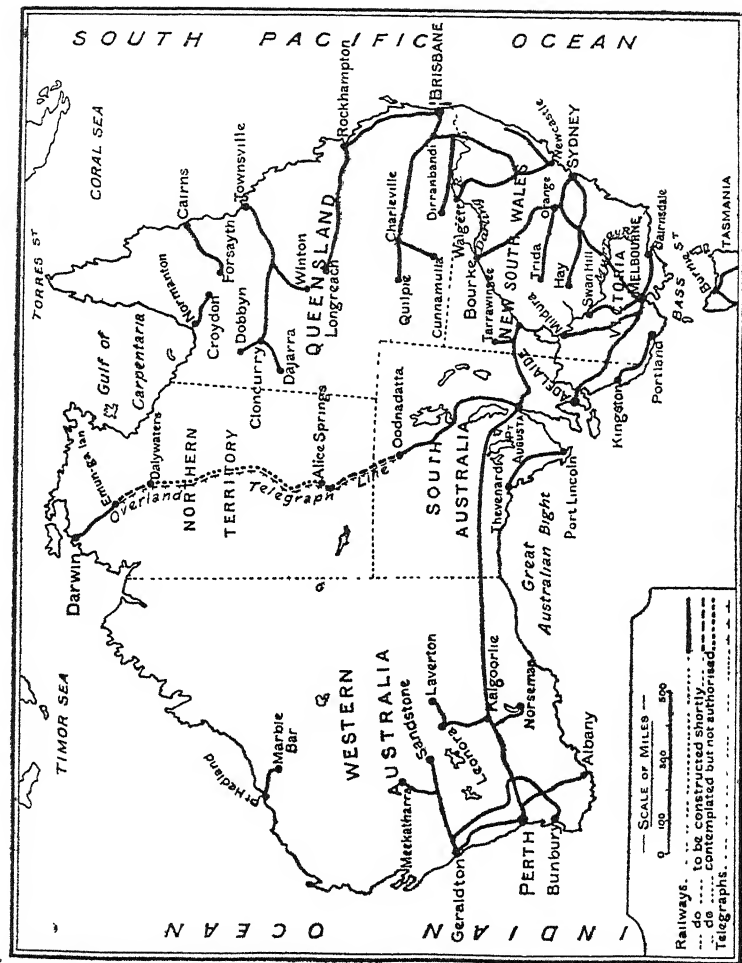 SOUTH PACIFIC OCEAN
CORAL SEA
TORRES ST
TIMOR SEA
INDIAN OCEAN
Gulf of
Carpentaria
Great
Australian Bight
BASS ST
TASMANIA
Burnie
Darwin
Dalywaters
Overland Telegraph Line
NORTHERN
TERRITORY
Alice Springs
Oodnadatta
SOUTH
AUSTRALIA
Pt AUGUSTA
Thevenard
Port Lincoln
ADELAIDE
Kingston
Portland
Cairns
Forsayth
Normanton
Croydon
Townsville
Dobbyn
Cloncurry
Dajarra
Winton
QUEENSLAND
Longreach
Rockhampton
BRISBANE
Charleville
Quilpie
Cunnamulla
Dirranbandi
Walgett
Bourke
Darling
NEW SOUTH WALES
Tarrawingee
Trida
Hay
Orange
Newcastle
SYDNEY
Mildura
Swan Hill
VICTORIA
MELBOURNE
Bairnsdale
Pt Hedland
Marble
Bar
WESTERN
AUSTRALIA
Meekatharra
Sandstone
Laverton
Leonora
Kalgoorlie
Norseman
Geraldton
PERTH
Bunbury
Albany
SCALE OF MILES
0 100 300 500
Railways
do to be constructed shortly
do contemplated but not authorised
Telegraphs